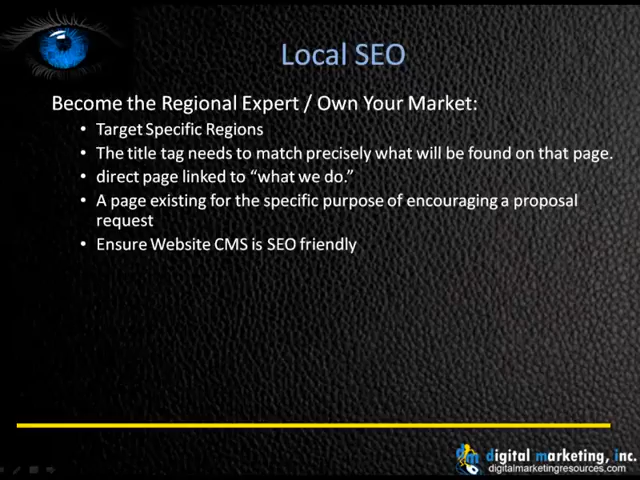 Local SEO
Become the Regional Expert / Own Your Market:
• Target Specific Regions
• The title tag needs to match precisely what will be found on that page.
• direct page linked to “what we do.”
• A page existing for the specific purpose of encouraging a proposal
request
• Ensure Website CMS is SEO friendly
digital marketing, inc.
digitalmarketingresources.com